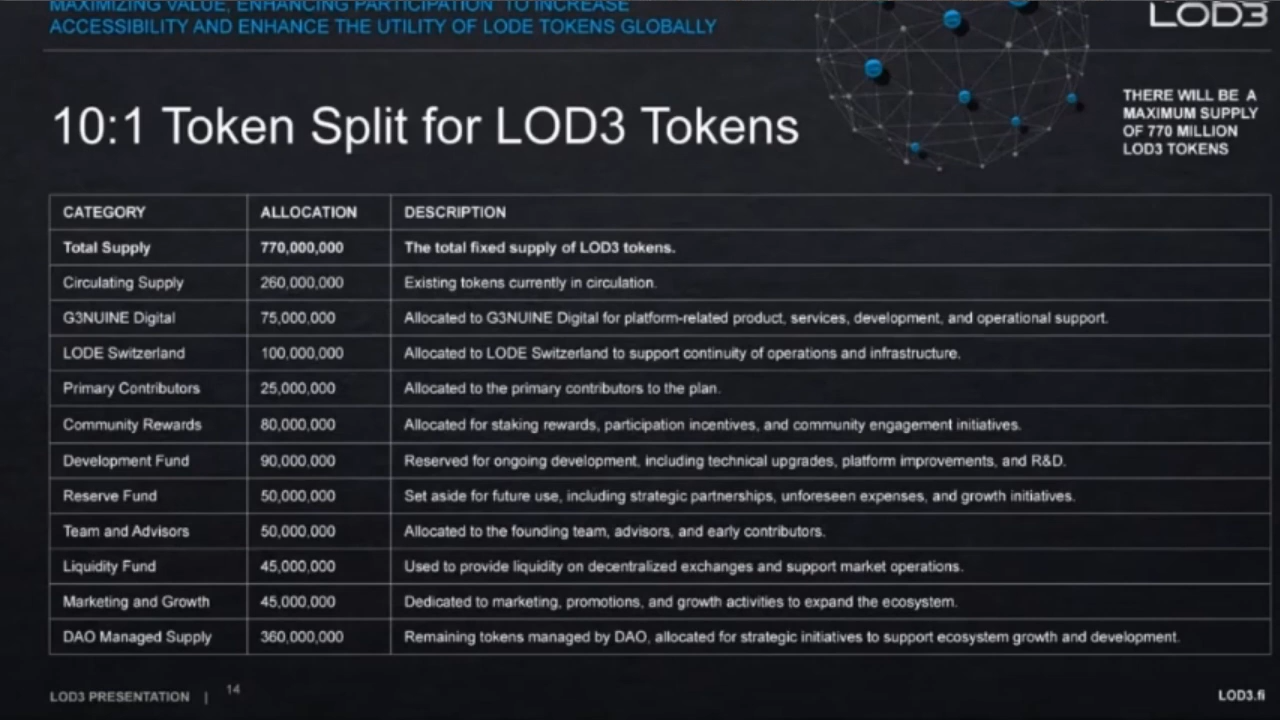 MAXIMIZING VALUE, ENHANCING PARTICIPATION TO INCREASE
ACCESSIBILITY AND ENHANCE THE UTILITY OF LODE TOKENS GLOBALLY
LOD3
10:1 Token Split for LOD3 Tokens
THERE WILL BE A
MAXIMUM SUPPLY
OF 770 MILLION
LOD3 TOKENS
CATEGORY ALLOCATION DESCRIPTION
Total Supply 770,000,000 The total fixed supply of LOD3 tokens.
Circulating Supply 260,000,000 Existing tokens currently in circulation.
G3NUINE Digital 75,000,000 Allocated to G3NUINE Digital for platform-related product, services, development, and operational support.
LODE Switzerland 100,000,000 Allocated to LODE Switzerland to support continuity of operations and infrastructure.
Primary Contributors 25,000,000 Allocated to the primary contributors to the plan.
Community Rewards 80,000,000 Allocated for staking rewards, participation incentives, and community engagement initiatives.
Development Fund 90,000,000 Reserved for ongoing development, including technical upgrades, platform improvements, and R&D.
Reserve Fund 50,000,000 Set aside for future use, including strategic partnerships, unforeseen expenses, and growth initiatives.
Team and Advisors 50,000,000 Allocated to the founding team, advisors, and early contributors.
Liquidity Fund 45,000,000 Used to provide liquidity on decentralized exchanges and support market operations.
Marketing and Growth 45,000,000 Dedicated to marketing, promotions, and growth activities to expand the ecosystem.
DAO Managed Supply 360,000,000 Remaining tokens managed by DAO, allocated for strategic initiatives to support ecosystem growth and development.
LOD3 PRESENTATION | 14
LOD3.fi